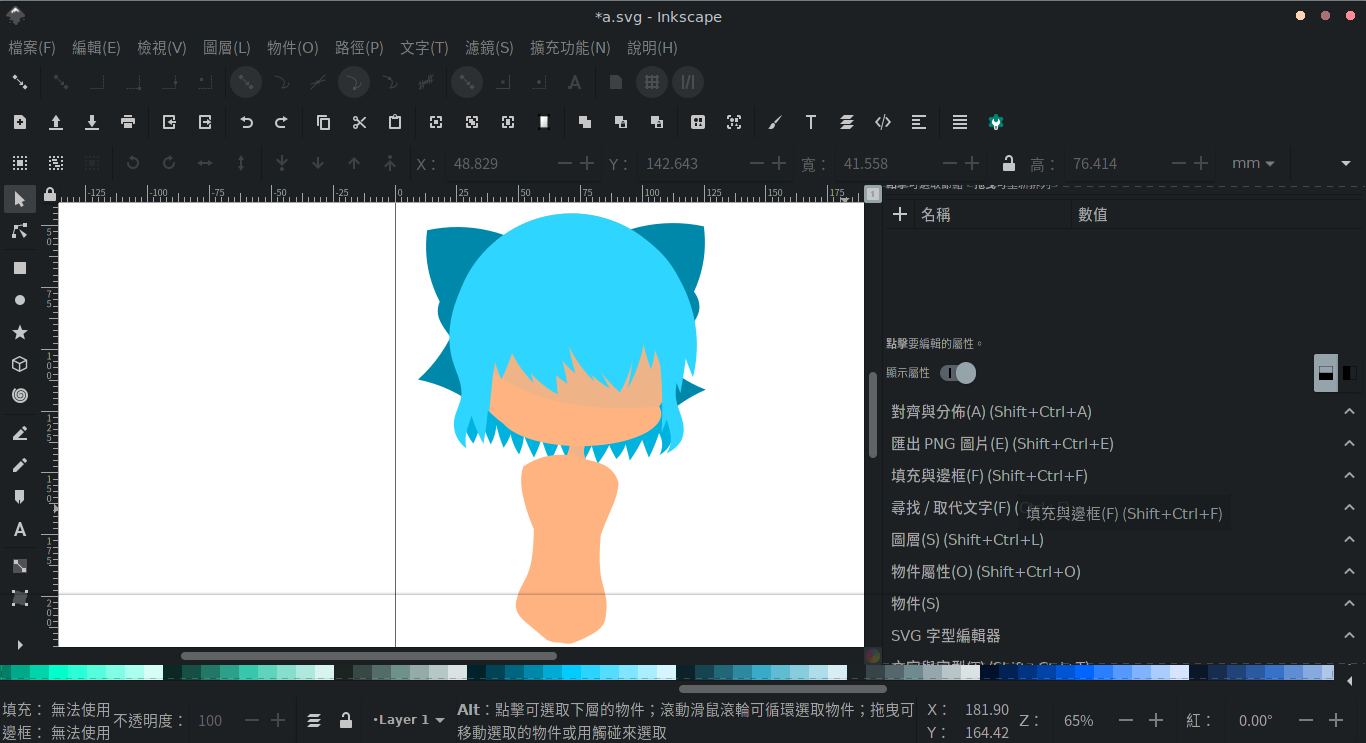 *a.svg - Inkscape
檔案(F) 編輯(E) 檢視(V) 圖層(L) 物件(O) 路徑(P) 文字(T) 濾鏡(S) 擴充功能(N) 說明(H)
X： 48.829 Y： 142.643 寬： 41.558 高： 76.414 mm
-125 -100 -75 -50 -25 0 25 50 75 100 125 150 175 1
50
75
100
125
150
175
200
名稱 數值
點擊要編輯的屬性。
顯示屬性
對齊與分佈(A) (Shift+Ctrl+A)
匯出 PNG 圖片(E) (Shift+Ctrl+E)
填充與邊框(F) (Shift+Ctrl+F)
尋找 / 取代文字(F) (
填充與邊框(F) (Shift+Ctrl+F)
圖層(S) (Shift+Ctrl+L)
物件屬性(O) (Shift+Ctrl+O)
物件(S)
SVG 字型編輯器
填充： 無法使用
邊框： 無法使用
不透明度： 100
•Layer 1
Alt：點擊可選取下層的物件；滾動滑鼠滾輪可循環選取物件；拖曳可
移動選取的物件或用觸碰來選取
X： 181.90
Y： 164.42
Z： 65%
紅： 0.00°